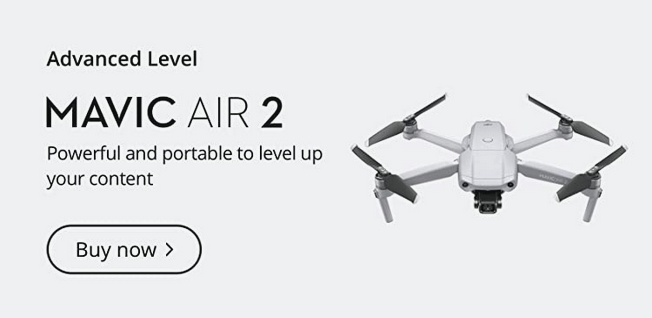 Advanced Level
MAVIC AIR 2
Powerful and portable to level up
your content
Buy now